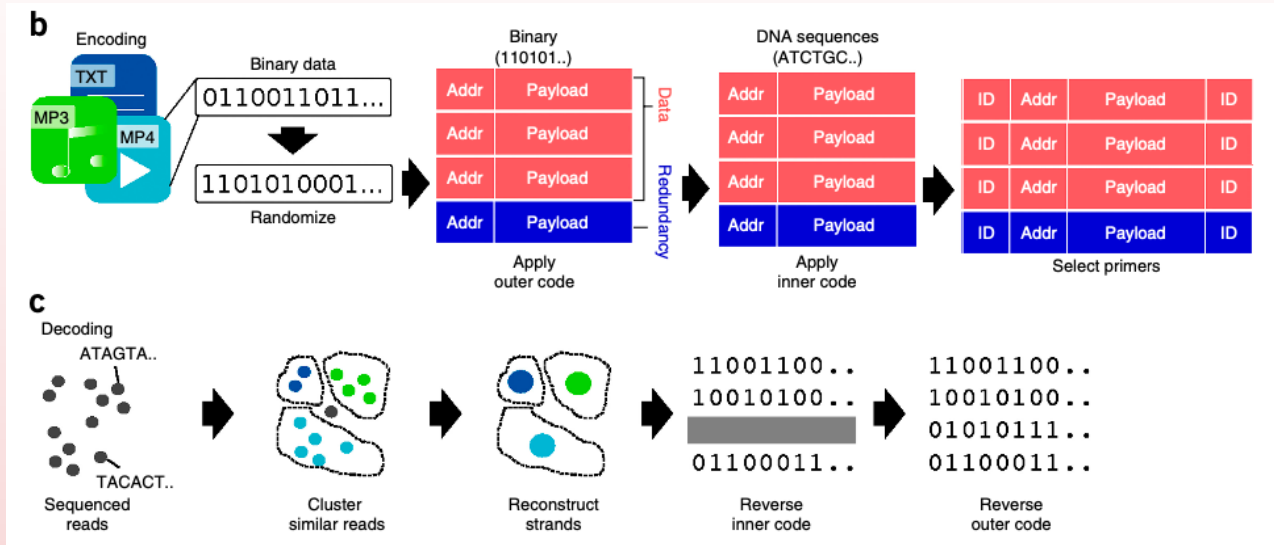 b
Encoding
TXT
MP3
MP4
Binary data
0110011011...
1101010001...
Randomize
Binary
(110101..)
Addr Payload
Addr Payload
Addr Payload
Addr Payload
Data
Redundancy
Apply
outer code
DNA sequences
(ATCTGC..)
Addr Payload
Addr Payload
Addr Payload
Addr Payload
Apply
inner code
ID Addr Payload ID
ID Addr Payload ID
ID Addr Payload ID
ID Addr Payload ID
Select primers
c
Decoding
ATAGTA..
TACACT..
Sequenced
reads
Cluster
similar reads
Reconstruct
strands
11001100..
10010100..
01100011..
Reverse
inner code
11001100..
10010100..
01010111..
01100011..
Reverse
outer code